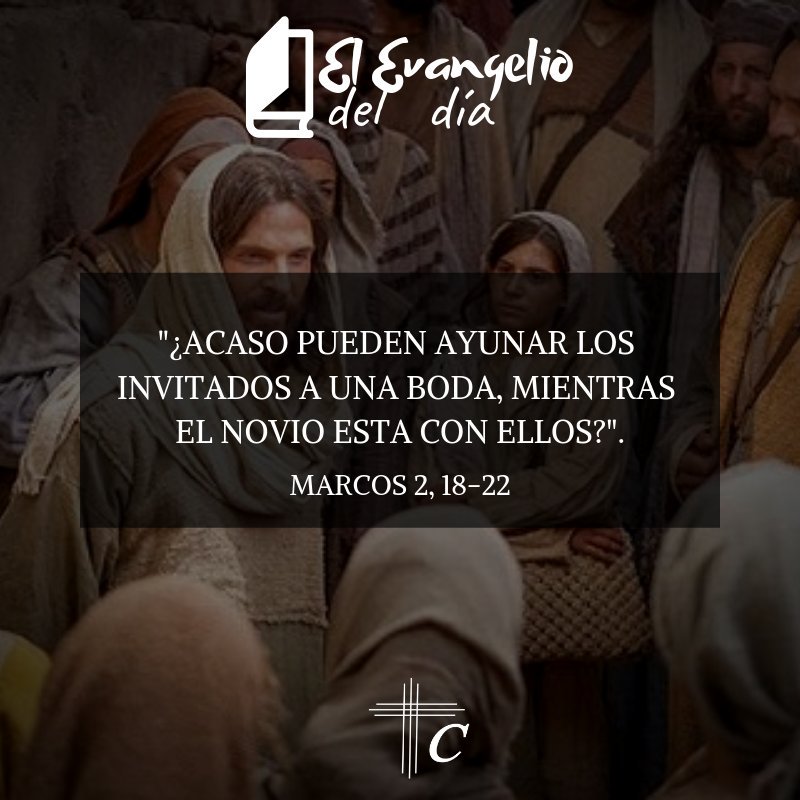 El Evangelio
del día
"¿ACASO PUEDEN AYUNAR LOS
INVITADOS A UNA BODA, MIENTRAS
EL NOVIO ESTA CON ELLOS?".
MARCOS 2, 18-22
C